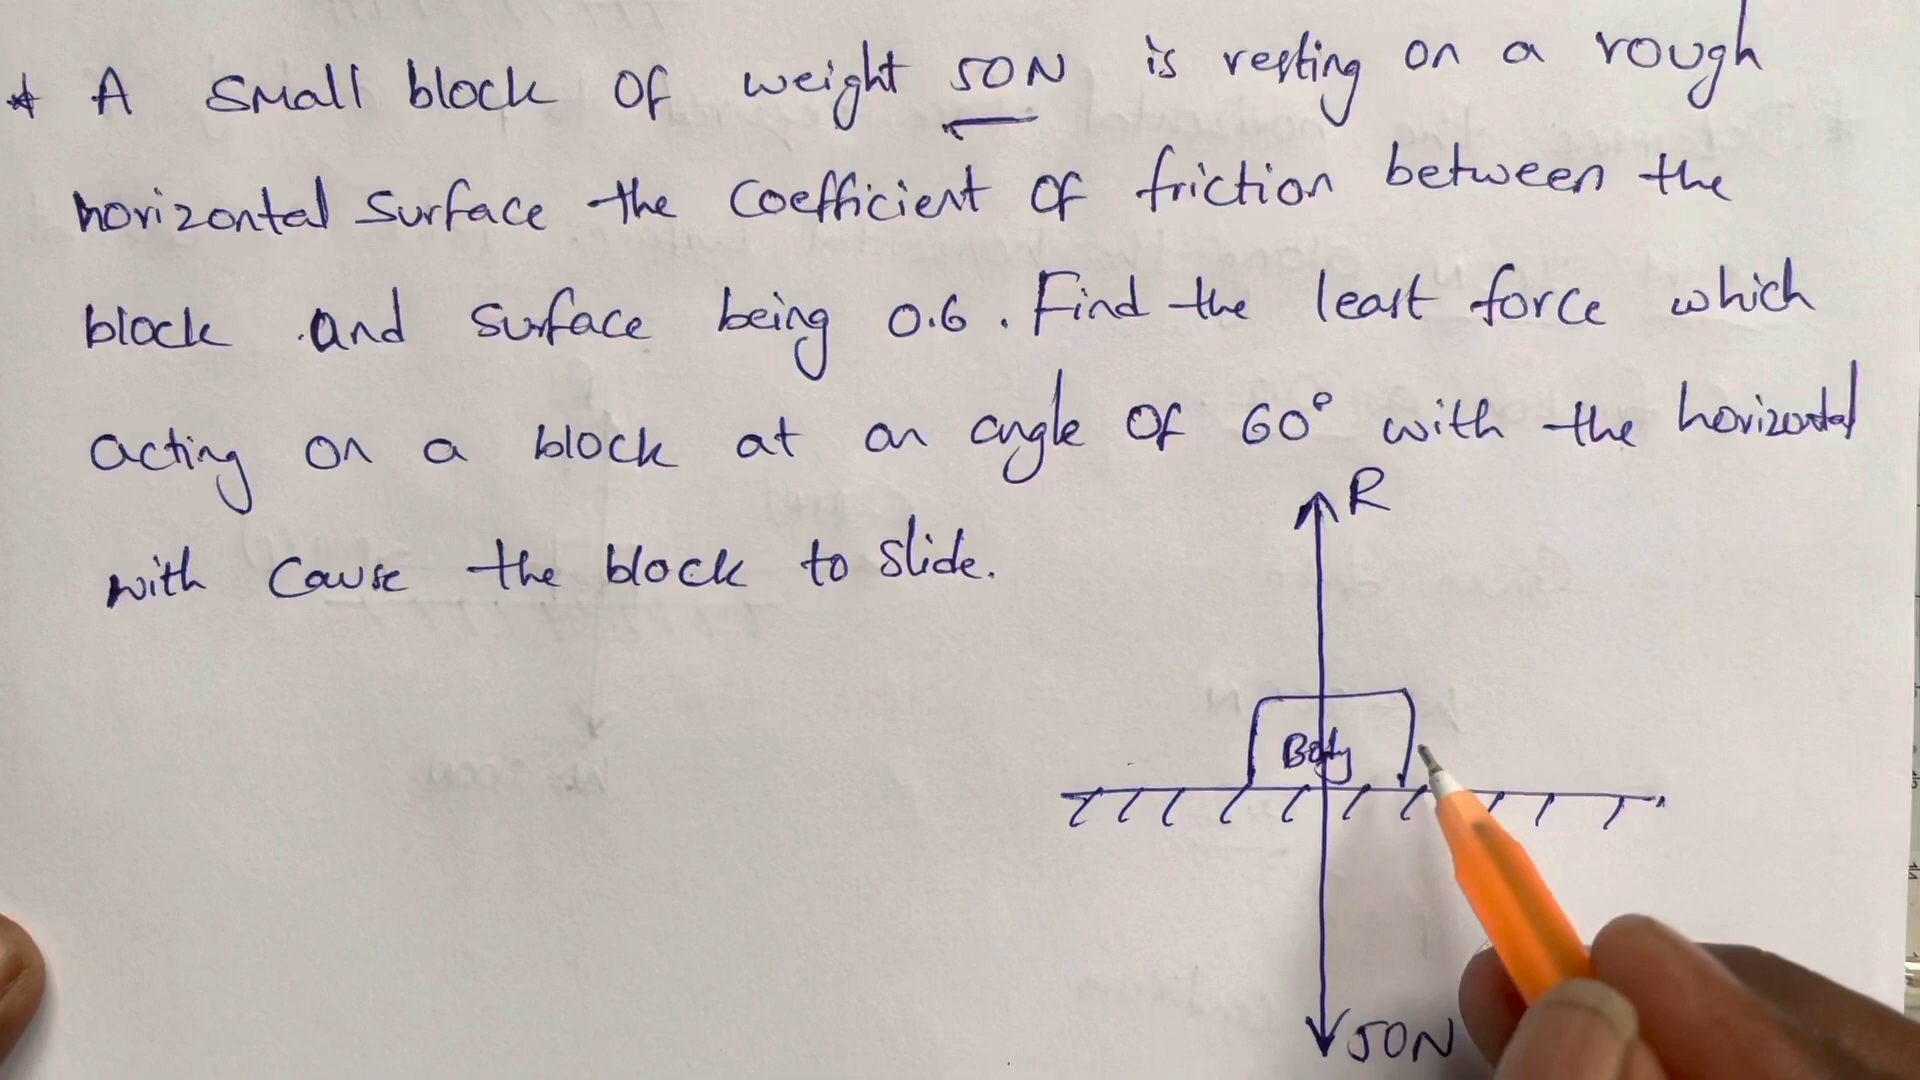 * A small block of weight 50N is resting on a rough
horizontal surface the coefficient of friction between the
block and surface being 0.6. Find the least force which
acting on a block at an angle of 60° with the horizontal
with cause the block to slide.
R
Body
50N